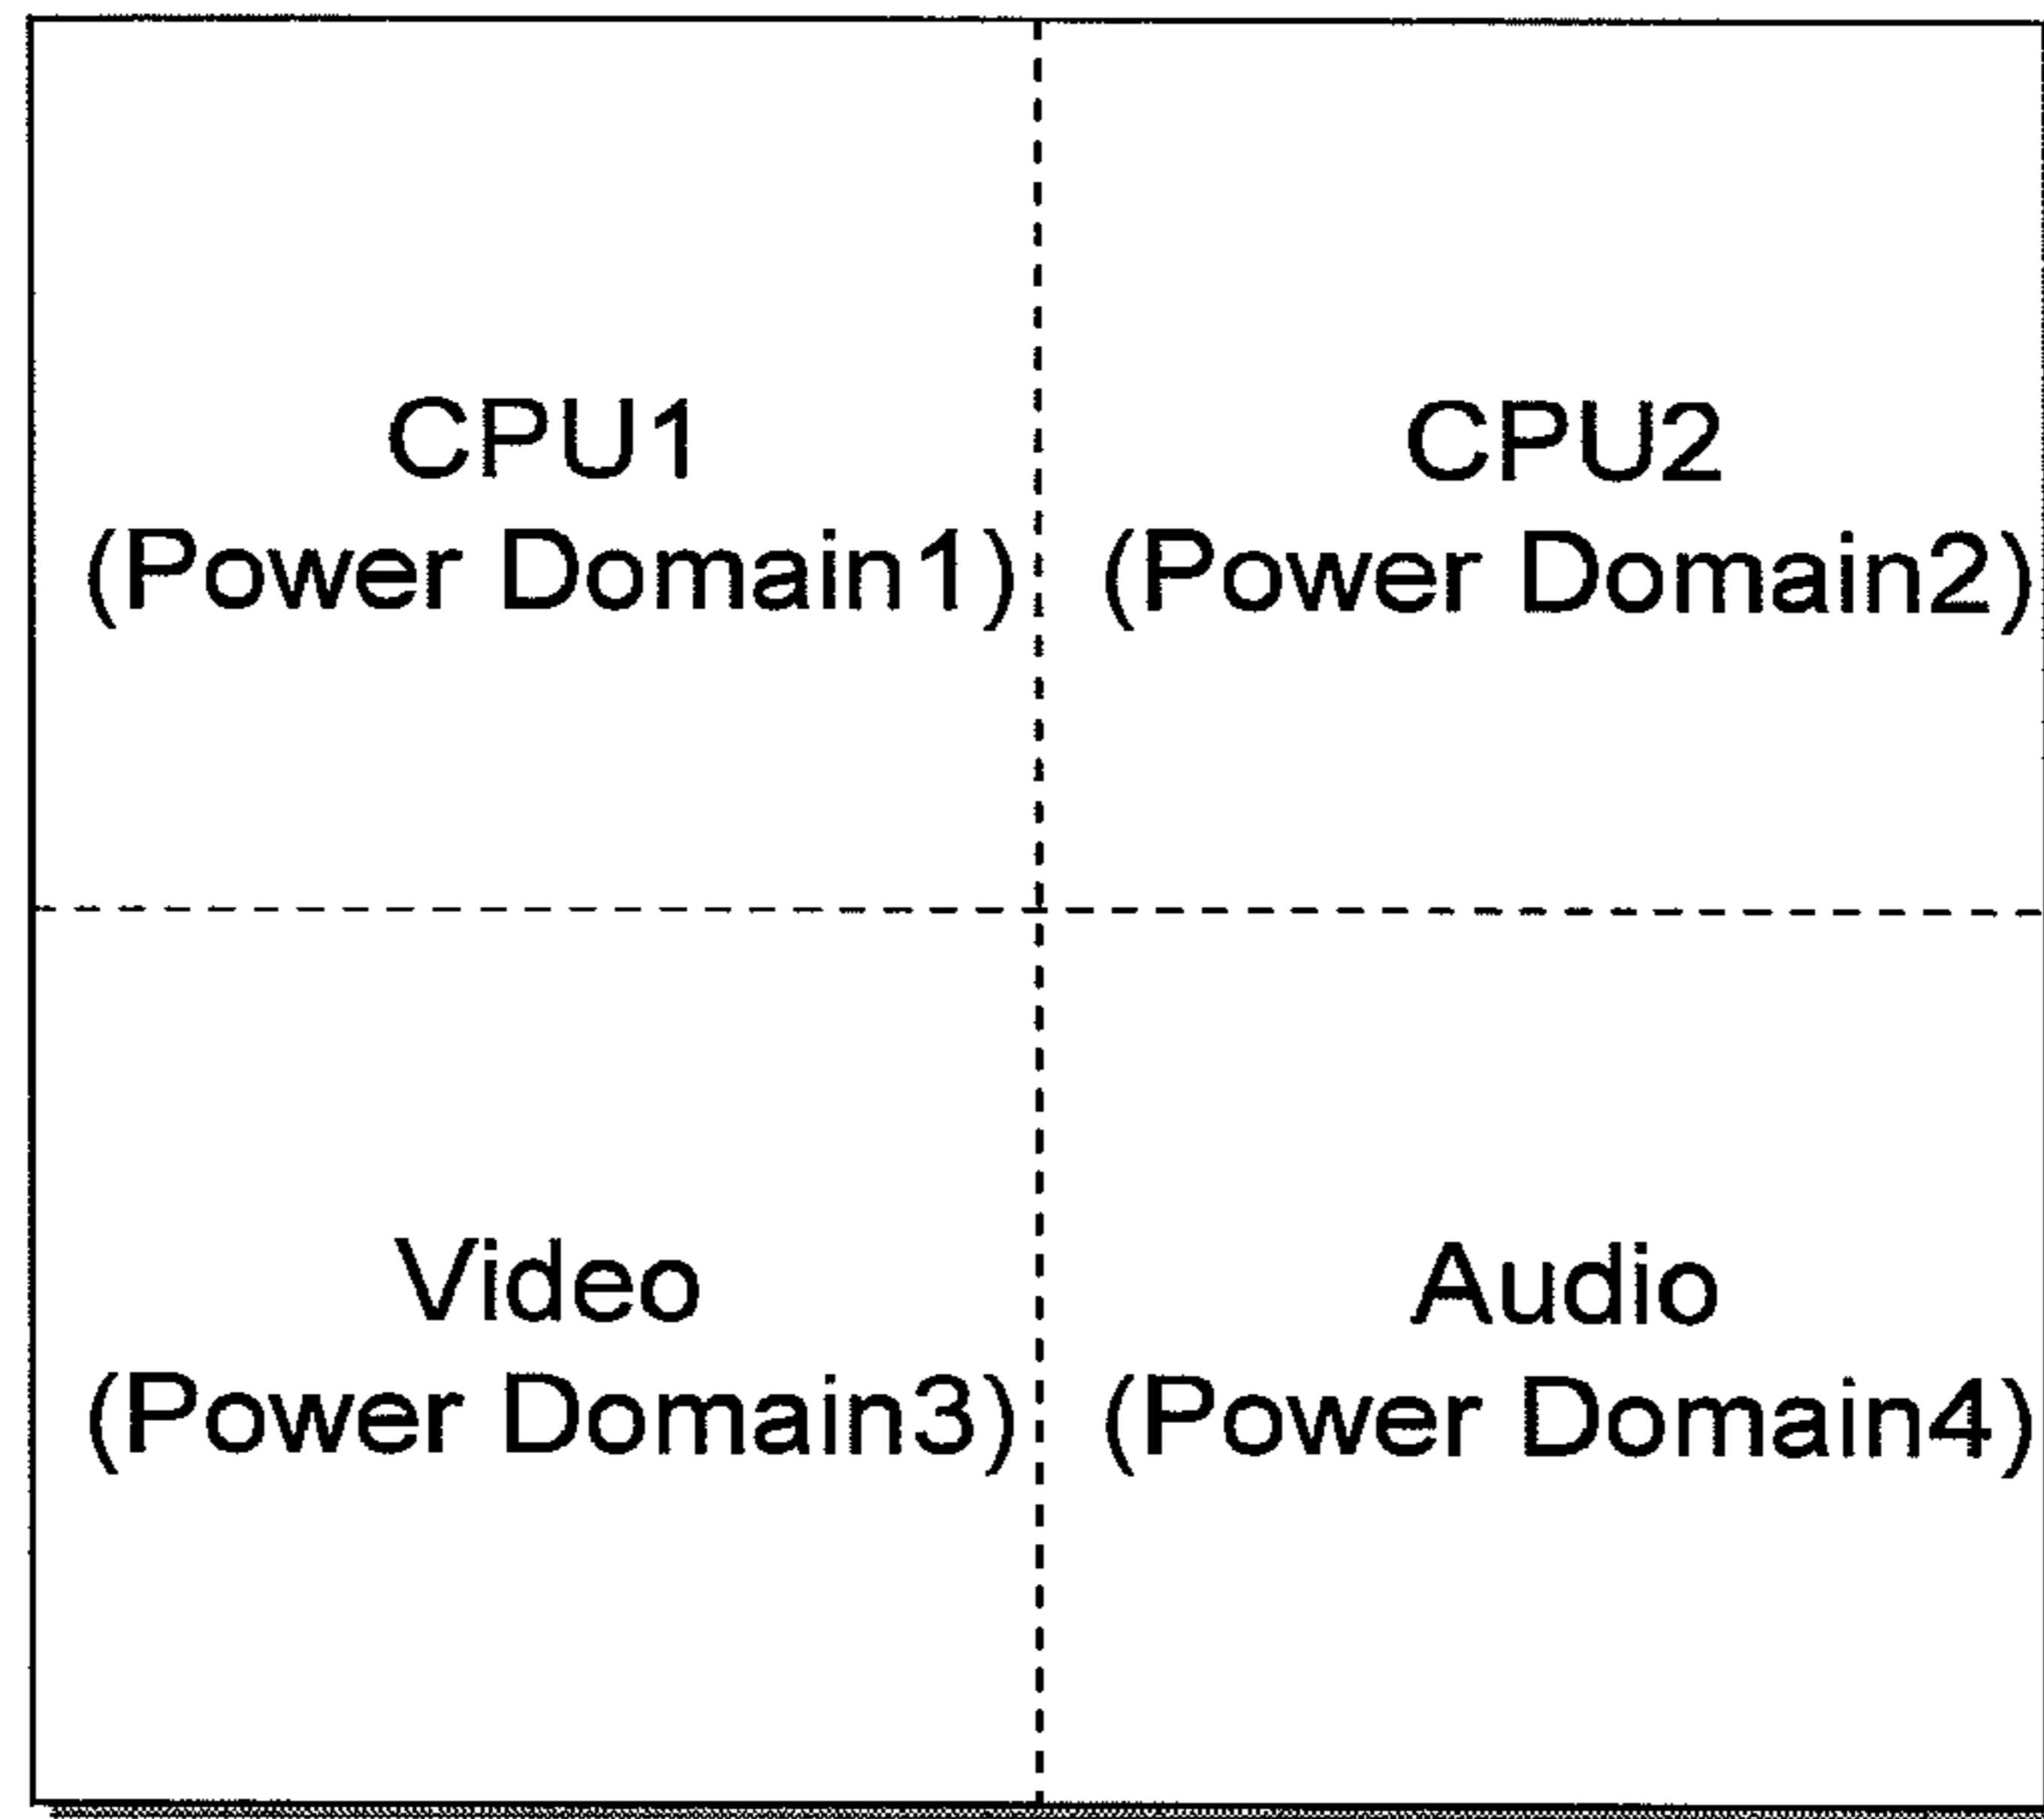 CPU1
(Power Domain1)
CPU2
(Power Domain2)
Video
(Power Domain3)
Audio
(Power Domain4)